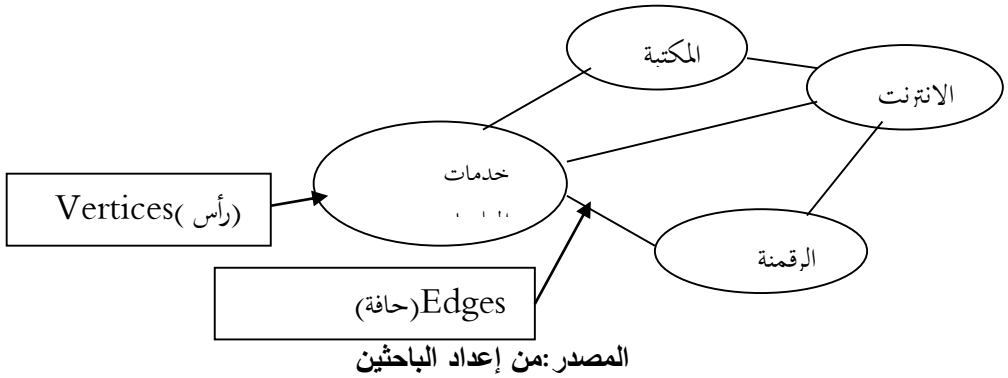 المكتبة
الانترنت
خدمات
Vertices(رأس)
الرقمنة
Edges(حافة)
المصدر:من إعداد الباحثين